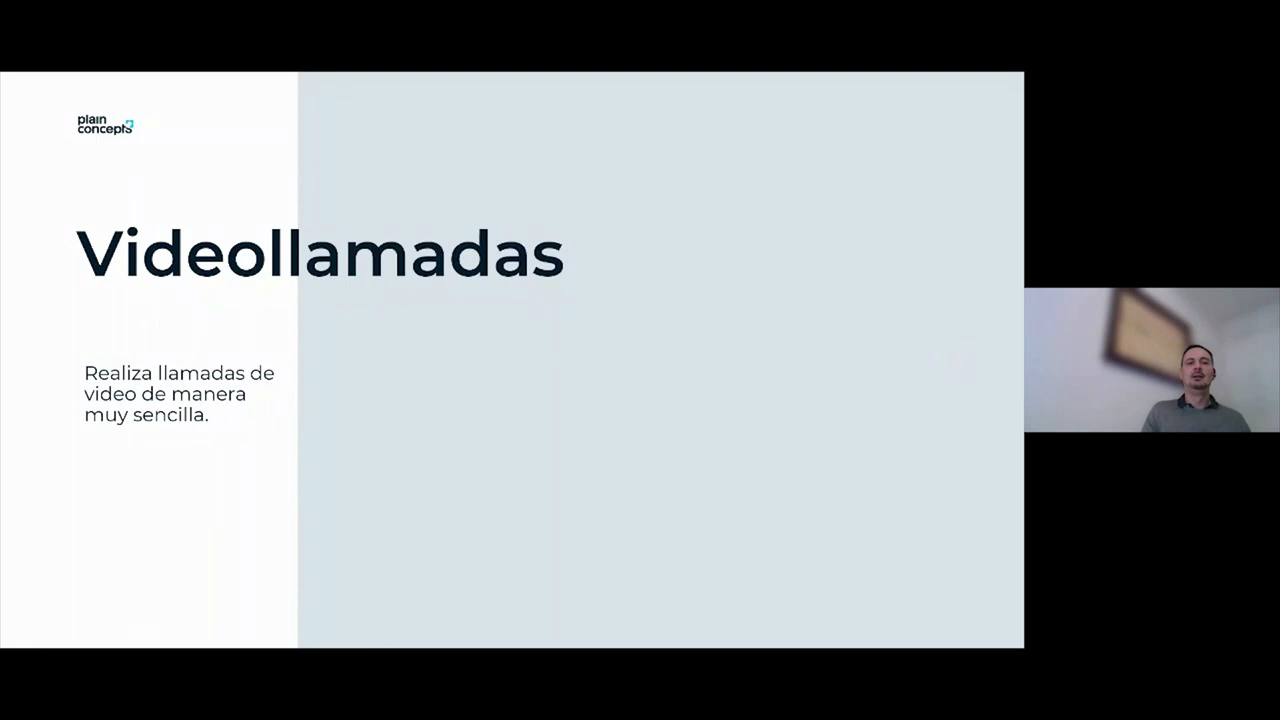 plain
concepts
Videollamadas
Realiza llamadas de
video de manera
muy sencilla.